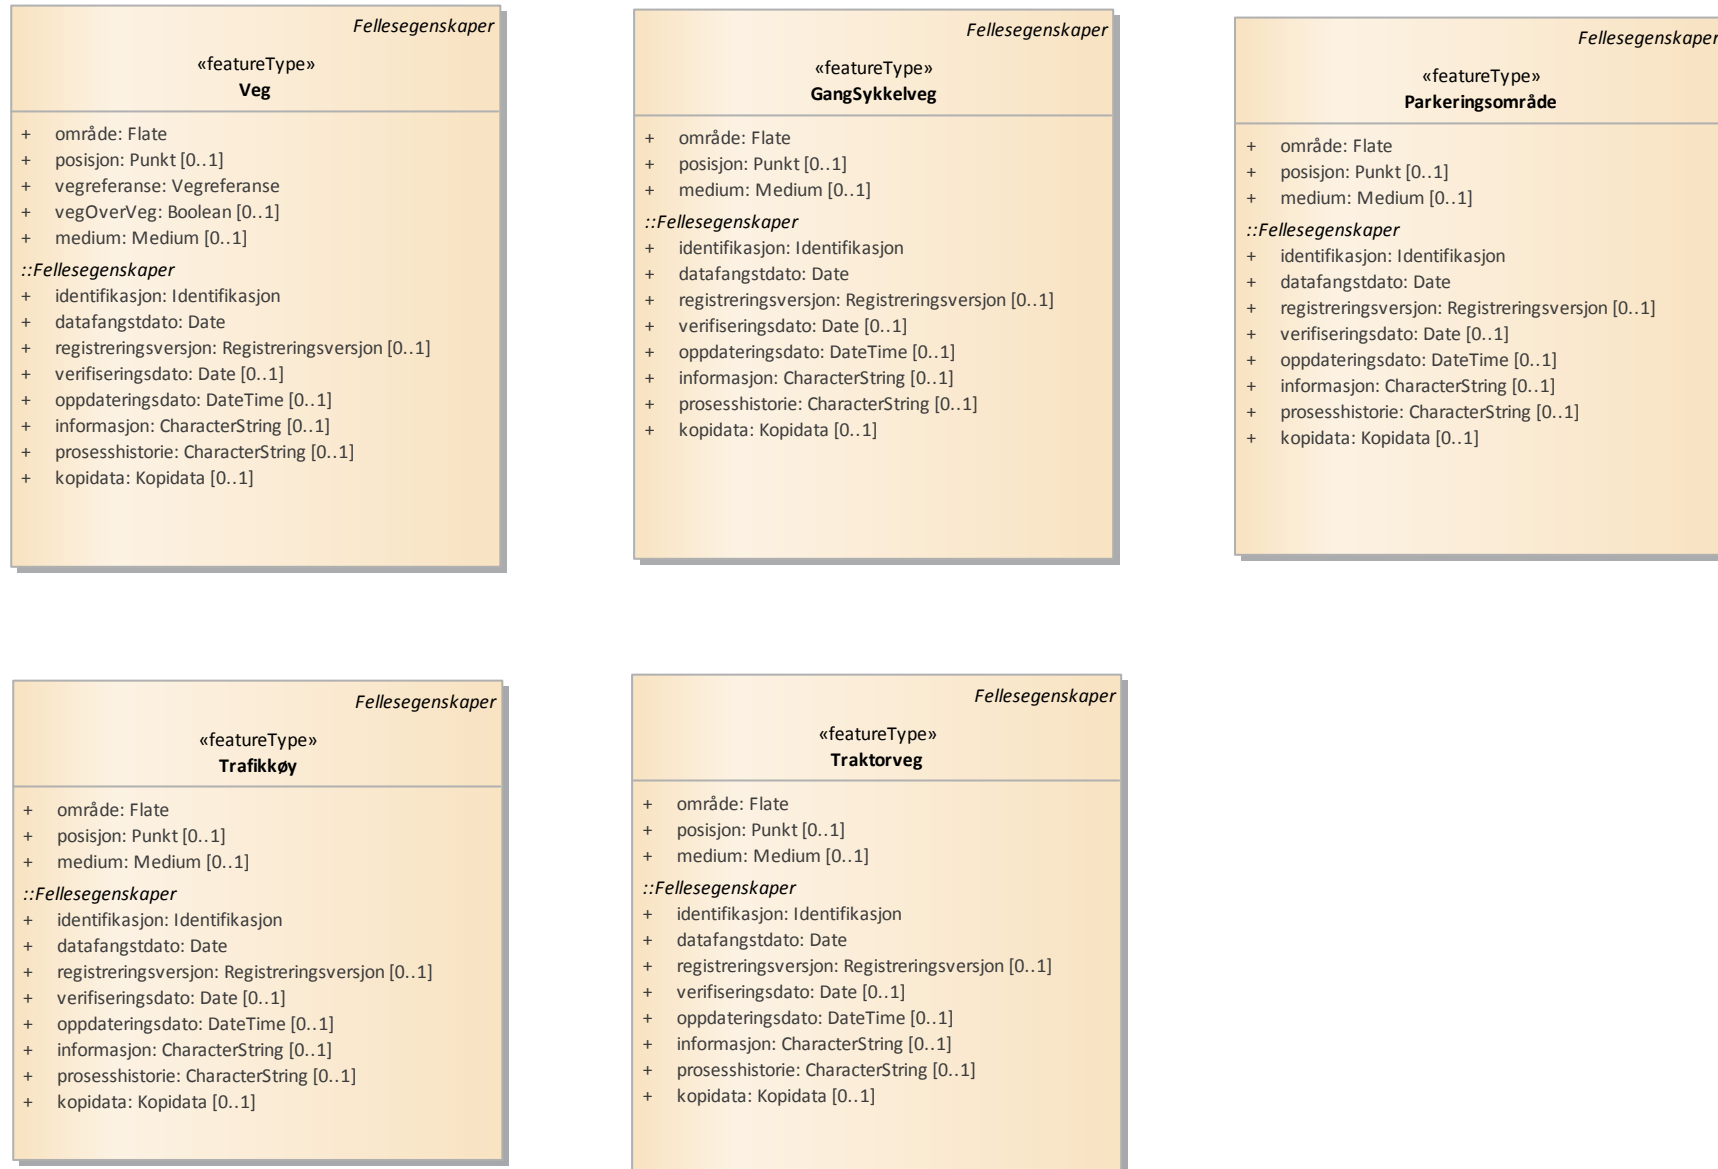 Fellesegenskaper
«featureType»
Veg
+ område: Flate
+ posisjon: Punkt [0..1]
+ vegreferanse: Vegreferanse
+ vegOverVeg: Boolean [0..1]
+ medium: Medium [0..1]
::Fellesegenskaper
+ identifikasjon: Identifikasjon
+ datafangstdato: Date
+ registreringsversjon: Registreringsversjon [0..1]
+ verifiseringsdato: Date [0..1]
+ oppdateringsdato: DateTime [0..1]
+ informasjon: CharacterString [0..1]
+ prosesshistorie: CharacterString [0..1]
+ kopidata: Kopidata [0..1]
Fellesegenskaper
«featureType»
GangSykkelveg
+ område: Flate
+ posisjon: Punkt [0..1]
+ medium: Medium [0..1]
::Fellesegenskaper
+ identifikasjon: Identifikasjon
+ datafangstdato: Date
+ registreringsversjon: Registreringsversjon [0..1]
+ verifiseringsdato: Date [0..1]
+ oppdateringsdato: DateTime [0..1]
+ informasjon: CharacterString [0..1]
+ prosesshistorie: CharacterString [0..1]
+ kopidata: Kopidata [0..1]
Fellesegenskaper
«featureType»
Parkeringsområde
+ område: Flate
+ posisjon: Punkt [0..1]
+ medium: Medium [0..1]
::Fellesegenskaper
+ identifikasjon: Identifikasjon
+ datafangstdato: Date
+ registreringsversjon: Registreringsversjon [0..1]
+ verifiseringsdato: Date [0..1]
+ oppdateringsdato: DateTime [0..1]
+ informasjon: CharacterString [0..1]
+ prosesshistorie: CharacterString [0..1]
+ kopidata: Kopidata [0..1]
Fellesegenskaper
«featureType»
Trafikkøy
+ område: Flate
+ posisjon: Punkt [0..1]
+ medium: Medium [0..1]
::Fellesegenskaper
+ identifikasjon: Identifikasjon
+ datafangstdato: Date
+ registreringsversjon: Registreringsversjon [0..1]
+ verifiseringsdato: Date [0..1]
+ oppdateringsdato: DateTime [0..1]
+ informasjon: CharacterString [0..1]
+ prosesshistorie: CharacterString [0..1]
+ kopidata: Kopidata [0..1]
Fellesegenskaper
«featureType»
Traktorveg
+ område: Flate
+ posisjon: Punkt [0..1]
+ medium: Medium [0..1]
::Fellesegenskaper
+ identifikasjon: Identifikasjon
+ datafangstdato: Date
+ registreringsversjon: Registreringsversjon [0..1]
+ verifiseringsdato: Date [0..1]
+ oppdateringsdato: DateTime [0..1]
+ informasjon: CharacterString [0..1]
+ prosesshistorie: CharacterString [0..1]
+ kopidata: Kopidata [0..1]